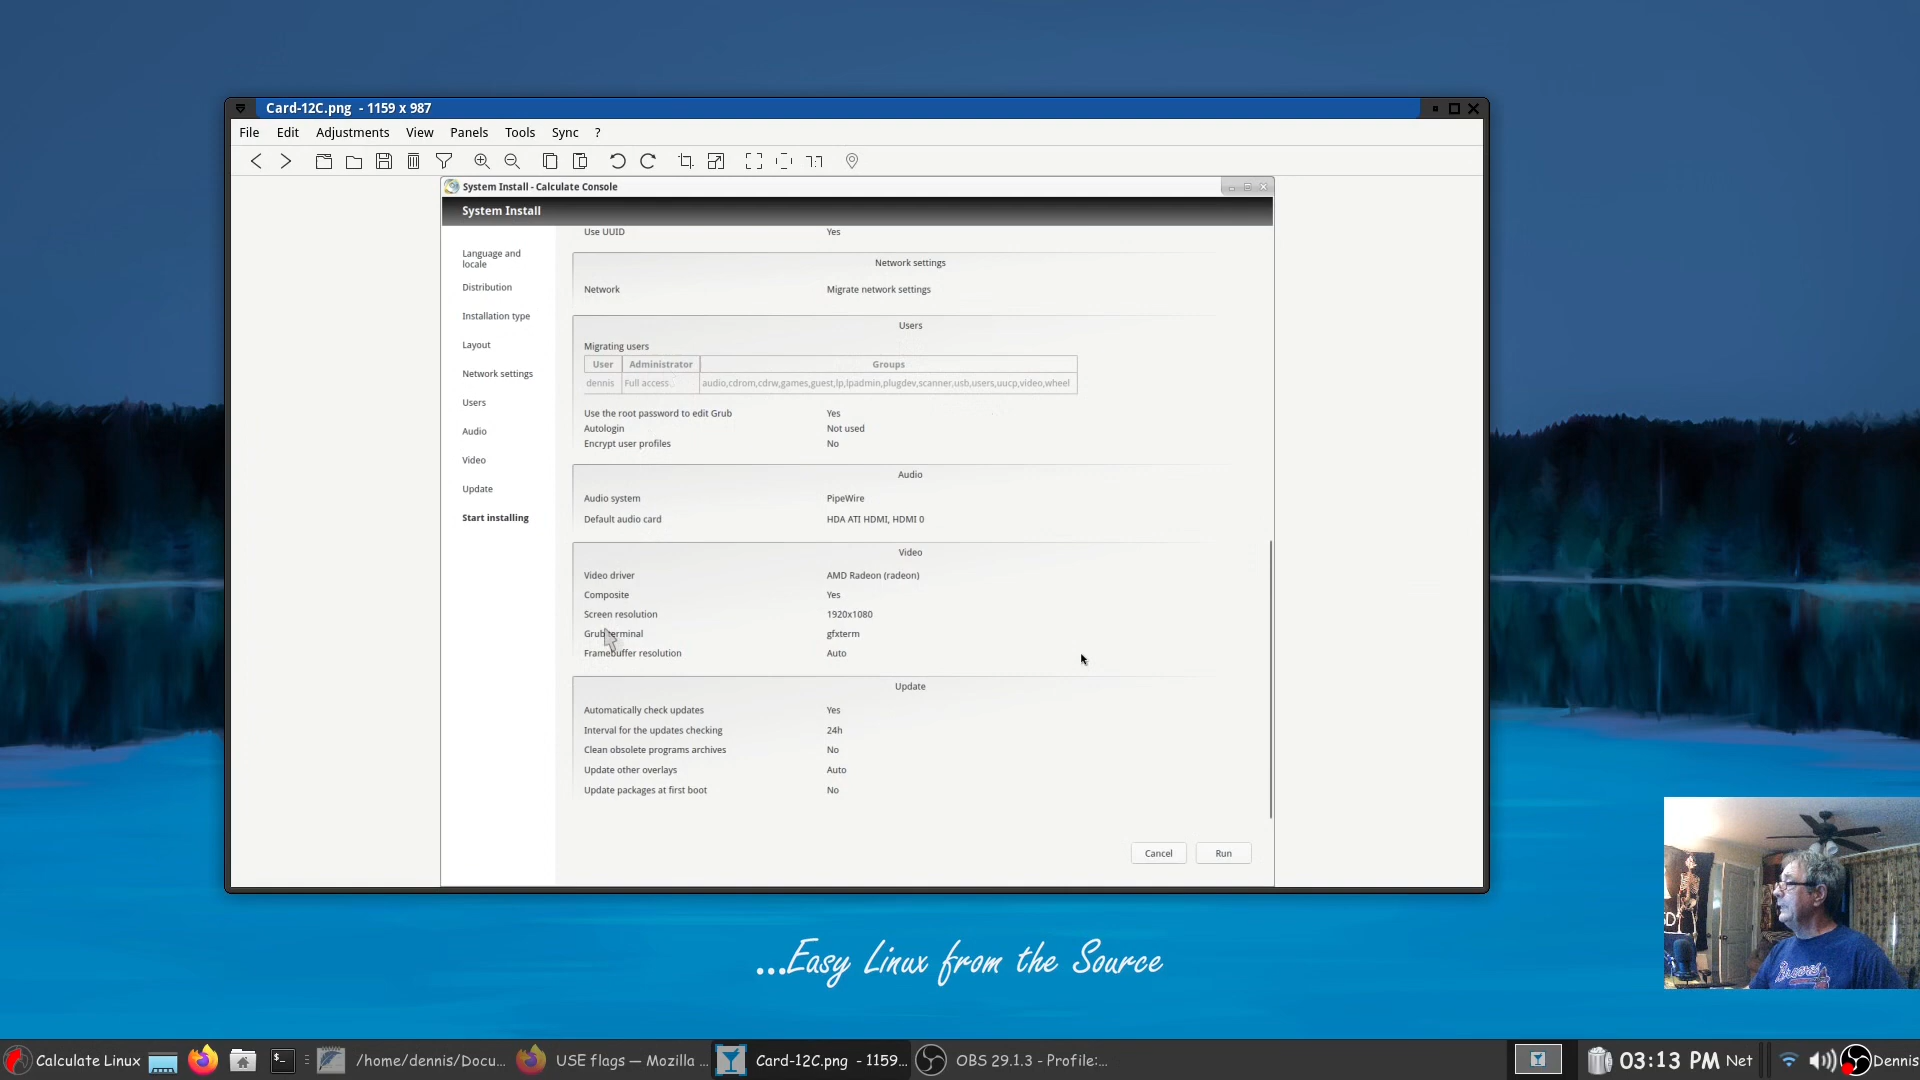 Card-12C.png - 1159 x 987
File Edit Adjustments View Panels Tools Sync ?
System Install - Calculate Console
System Install
Language and
locale
Distribution
Installation type
Layout
Network settings
Users
Audio
Video
Update
Start installing
Use UUID Yes
Network settings
Network Migrate network settings
Users
Migrating users
User Administrator Groups
dennis Full access.. audio,cdrom,cdrw,games,guest,lp,lpadmin,plugdev,scanner,usb,users,uucp,video,wheel
Use the root password to edit Grub Yes
Autologin Not used
Encrypt user profiles No
Audio
Audio system PipeWire
Default audio card HDA ATI HDMI, HDMI 0
Video
Video driver AMD Radeon (radeon)
Composite Yes
Screen resolution 1920x1080
Grub terminal gfxterm
Framebuffer resolution Auto
Update
Automatically check updates Yes
Interval for the updates checking 24h
Clean obsolete programs archives No
Update other overlays Auto
Update packages at first boot No
Cancel Run
...Easy Linux from the Source
Braves
Calculate Linux /home/dennis/Docu... USE flags — Mozilla ... Card-12C.png - 1159... OBS 29.1.3 - Profile:... 03:13 PM Net Dennis